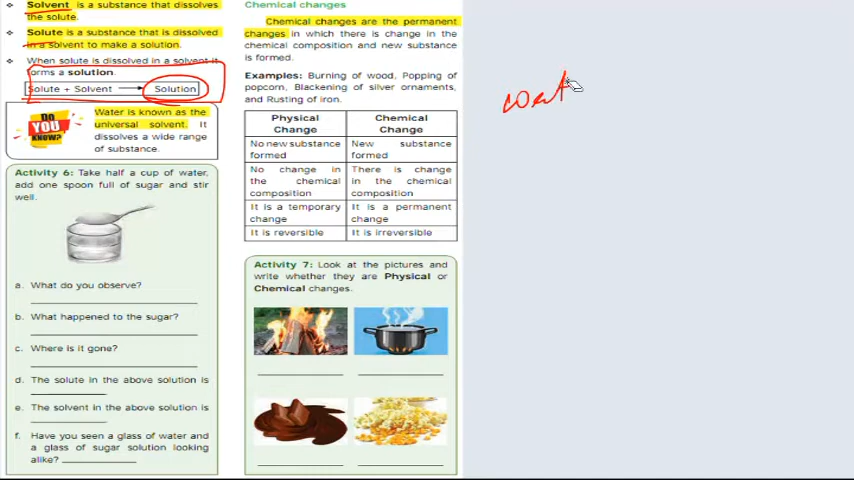 Solvent is a substance that dissolves
the solute.
Solute is a substance that is dissolved
in a solvent to make a solution.
When solute is dissolved in a solvent it
forms a solution.
Solute + Solvent → Solution
DO
YOU
KNOW?
Water is known as the
universal solvent. It
dissolves a wide range
of substance.
Activity 6: Take half a cup of water,
add one spoon full of sugar and stir
well.
a. What do you observe?
b. What happened to the sugar?
c. Where is it gone?
d. The solute in the above solution is
e. The solvent in the above solution is
f. Have you seen a glass of water and
a glass of sugar solution looking
alike?
Chemical changes
Chemical changes are the permanent
changes in which there is change in the
chemical composition and new substance
is formed.
Examples: Burning of wood, Popping of
popcorn, Blackening of silver ornaments,
and Rusting of iron.
Physical Change
Chemical Change
No new substance formed
New substance formed
No change in the chemical composition
There is change in the chemical composition
It is a temporary change
It is a permanent change
It is reversible
It is irreversible
Activity 7: Look at the pictures and
write whether they are Physical or
Chemical changes.
wat